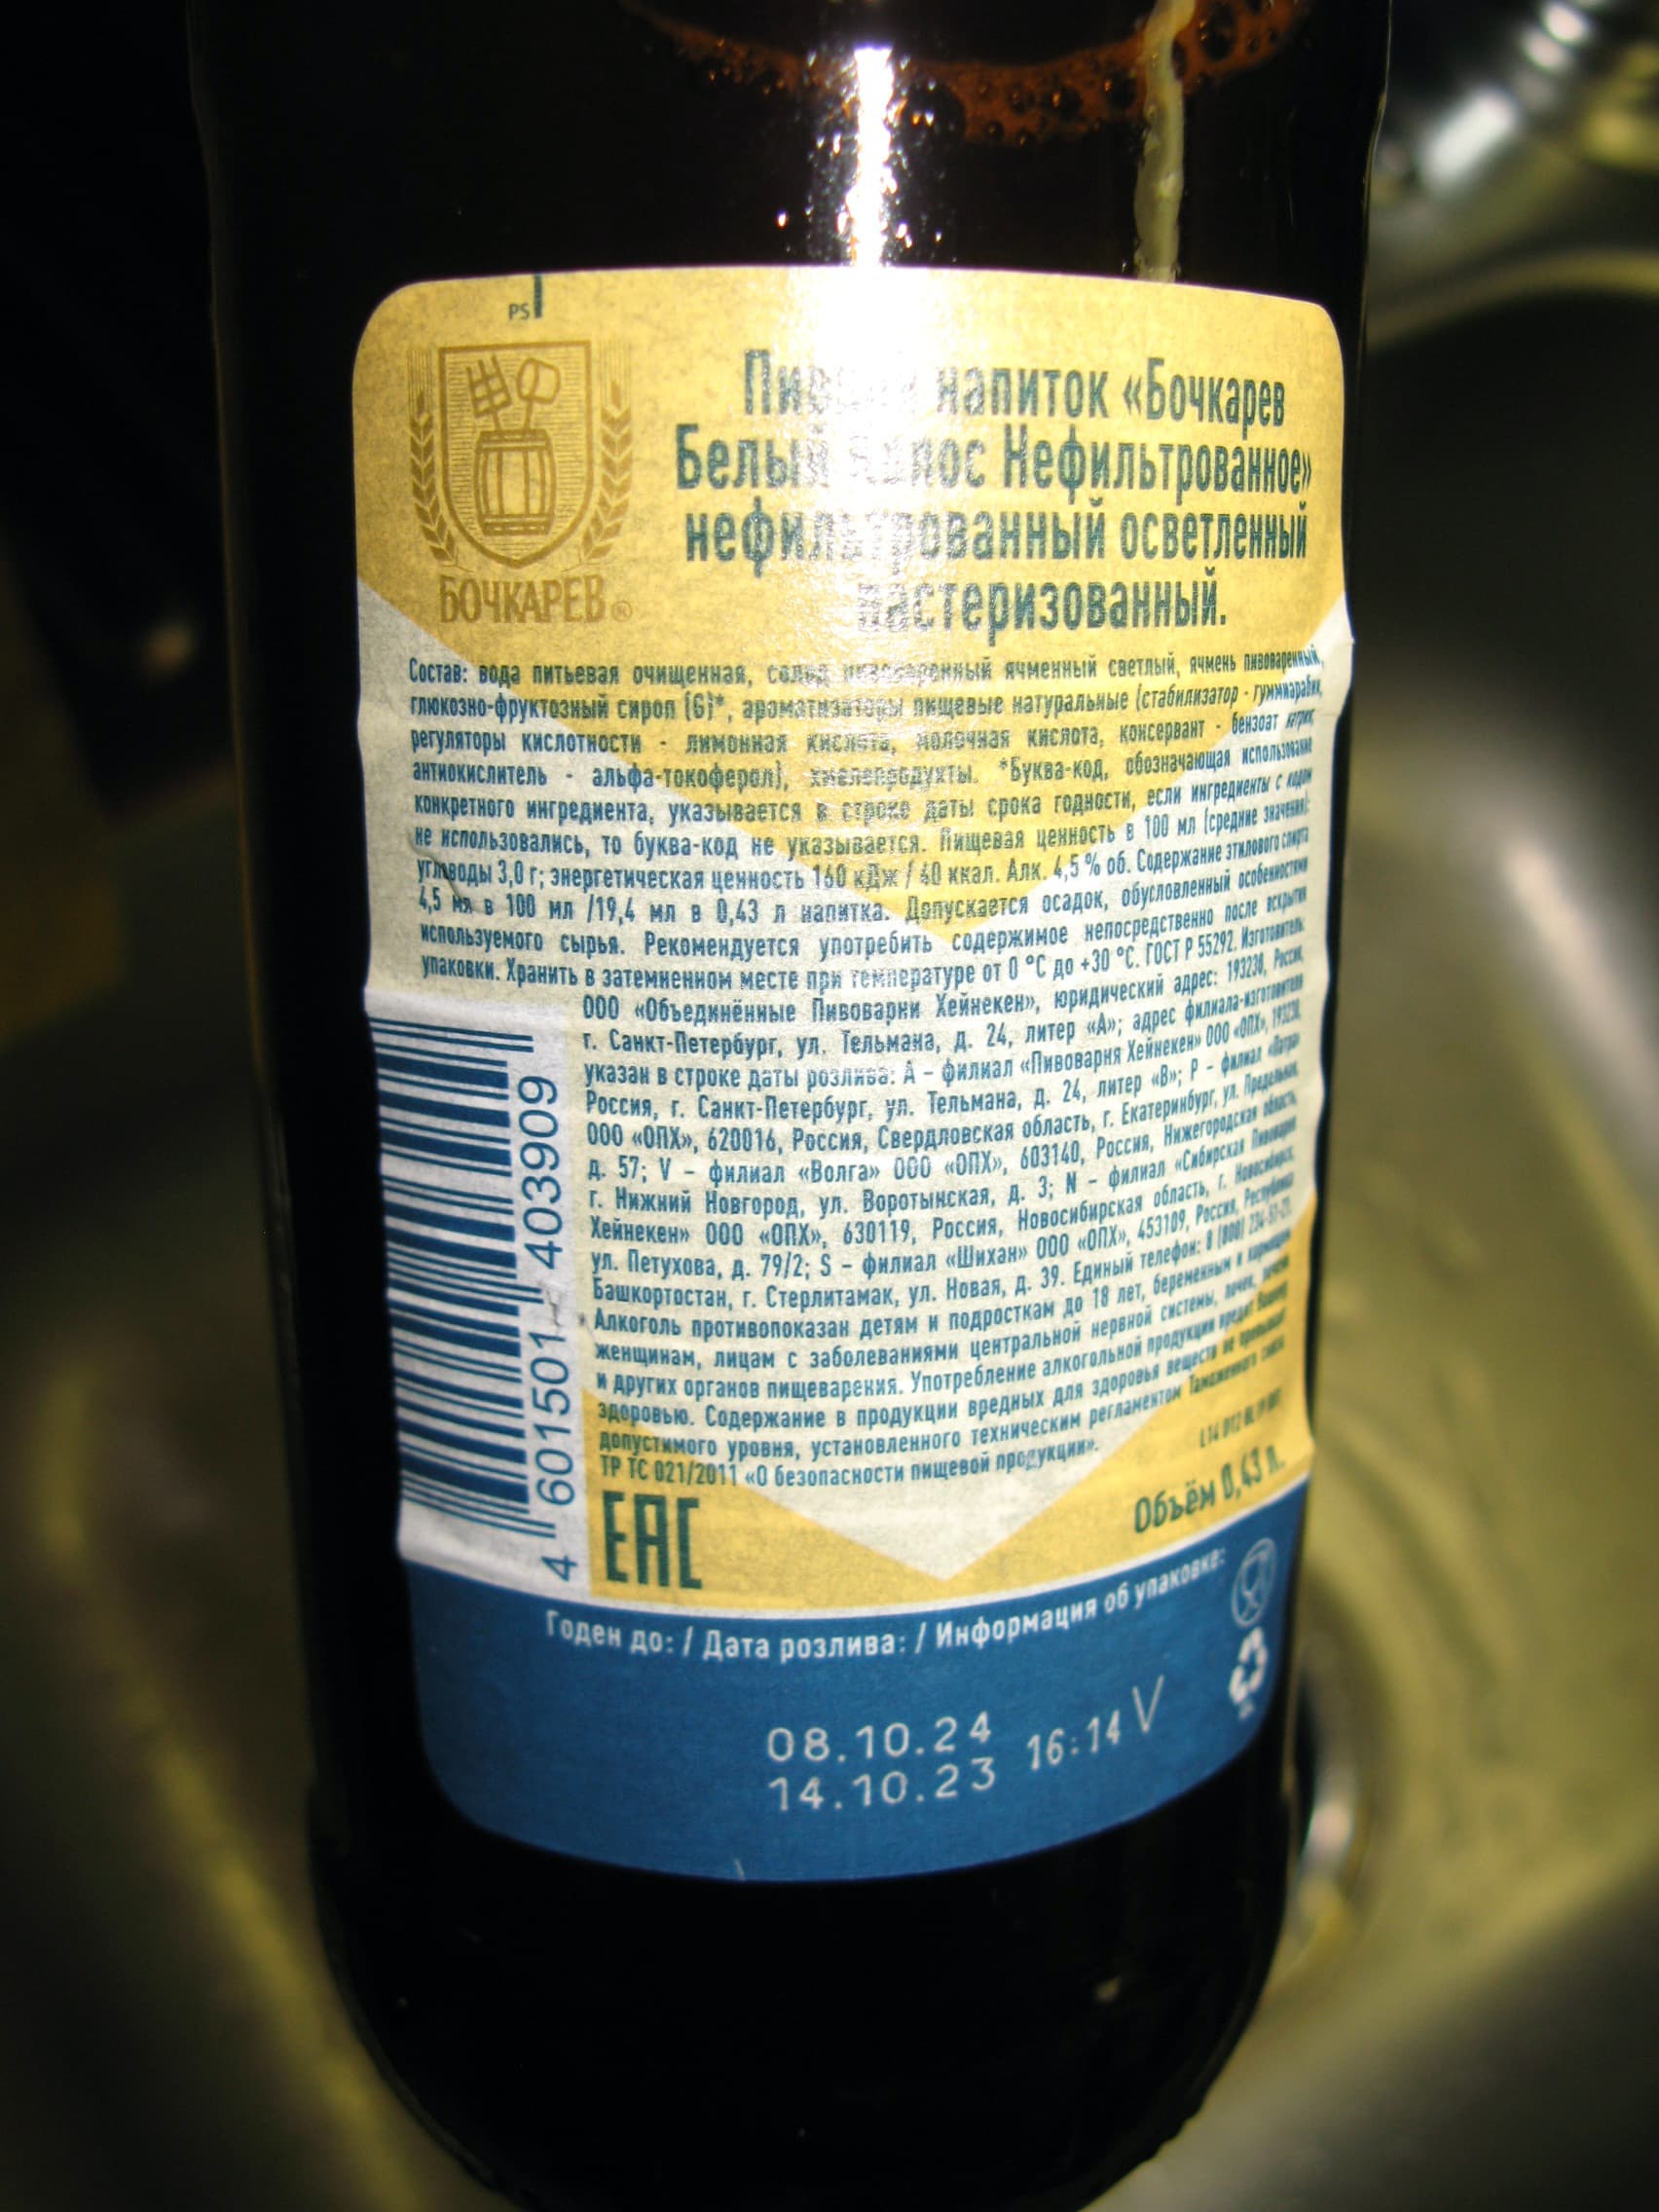 PS
Пивной напиток «Бочкарев
Белый Колос Нефильтрованное»
нефильтрованный осветленный
пастеризованный.
БОЧКАРЕВ®
Состав: вода питьевая очищенная, солод пивоваренный ячменный светлый, ячмень пивоваренный,
глюкозно-фруктозный сироп (G)*, ароматизаторы пищевые натуральные (стабилизатор - гуммиарабик,
регуляторы кислотности - лимонная кислота, молочная кислота, консервант - бензоат натрия,
антиокислитель - альфа-токоферол), хмелепродукты. *Буква-код, обозначающая использование
конкретного ингредиента, указывается в строке даты срока годности, если ингредиенты с кодом
не использовались, то буква-код не указывается. Пищевая ценность в 100 мл (средние значения):
углеводы 3,0 г; энергетическая ценность 160 кДж / 40 ккал. Алк. 4,5 % об. Содержание этилового спирта
4,5 мл в 100 мл /19,4 мл в 0,43 л напитка. Допускается осадок, обусловленный особенностями
используемого сырья. Рекомендуется употребить содержимое непосредственно после вскрытия
упаковки. Хранить в затемненном месте при температуре от 0 °С до +30 °С. ГОСТ Р 55292. Изготовитель:
ООО «Объединённые Пивоварни Хейнекен», юридический адрес: 193230, Россия,
г. Санкт-Петербург, ул. Тельмана, д. 24, литер «А»; адрес филиала-изготовителя
указан в строке даты розлива: А – филиал «Пивоварня Хейнекен» ООО «ОПХ», 193230,
Россия, г. Санкт-Петербург, ул. Тельмана, д. 24, литер «В»; Р – филиал «Патра»
ООО «ОПХ», 620016, Россия, Свердловская область, г. Екатеринбург, ул. Предельная,
д. 57; V – филиал «Волга» ООО «ОПХ», 603140, Россия, Нижегородская область,
г. Нижний Новгород, ул. Воротынская, д. 3; N – филиал «Сибирская Пивоварня
Хейнекен» ООО «ОПХ», 630119, Россия, Новосибирская область, г. Новосибирск,
ул. Петухова, д. 79/2; S – филиал «Шихан» ООО «ОПХ», 453109, Россия, Республика
Башкортостан, г. Стерлитамак, ул. Новая, д. 39. Единый телефон: 8 (800)
Алкоголь противопоказан детям и подросткам до 18 лет, беременным и кормящим
женщинам, лицам с заболеваниями центральной нервной системы, почек, печени
и других органов пищеварения. Употребление алкогольной продукции вредит Вашему
здоровью. Содержание в продукции вредных для здоровья веществ не превышает
допустимого уровня, установленного техническим регламентом Таможенного союза
ТР ТС 021/2011 «О безопасности пищевой продукции».
4 601501 403909
EAC
Объём 0,43 л.
Годен до: / Дата розлива: / Информация об упаковке:
08.10.24
14.10.23 16:14 V